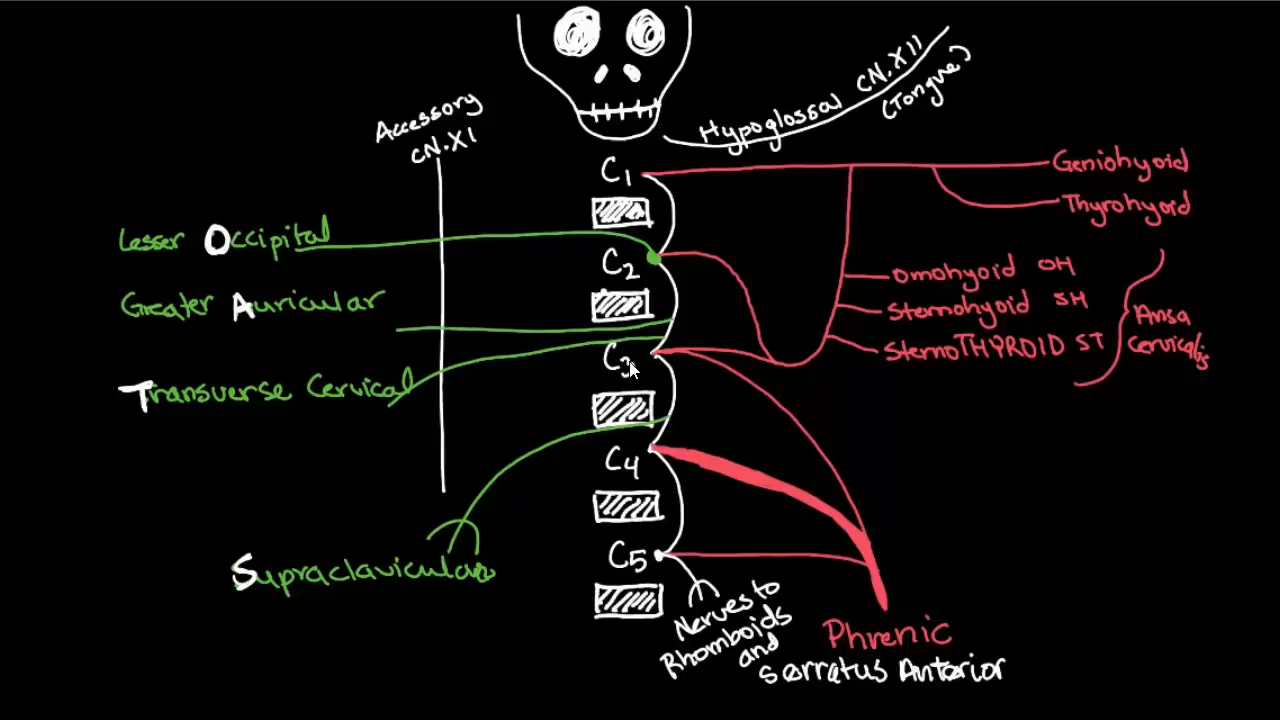 Accessory
CN.XI
Hypoglossal CN.XII
(Tongue)
C1
Geniohyoid
Thyrohyoid
Lesser Occipital
C2
Omohyoid OH
Sternohyoid SH
SternoTHYROID ST
Ansa
cervicalis
Greater Auricular
C3
Transverse Cervical
C4
C5
Supraclavicular
Nerves to
Rhomboids
and
Serratus Anterior
Phrenic